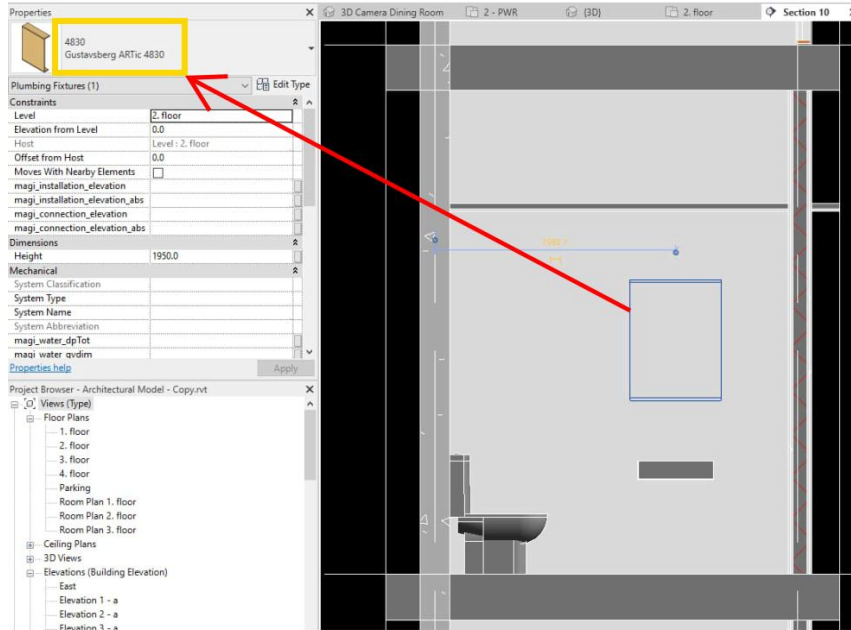 Properties
3D Camera Dining Room
2 - PWR
{3D}
2. floor
Section 10
4830
Gustavsberg ARTic 4830
Plumbing Fixtures (1)
Edit Type
Constraints
Level 2. floor
Elevation from Level 0.0
Host Level : 2. floor
Offset from Host 0.0
Moves With Nearby Elements
magi_installation_elevation
magi_installation_elevation_abs
magi_connection_elevation
magi_connection_elevation_abs
Dimensions
Height 1950.0
Mechanical
System Classification
System Type
System Name
System Abbreviation
magi_water_dpTot
magi_water_qvdim
Properties help
Apply
Project Browser - Architectural Model - Copy.rvt
Views (Type)
Floor Plans
1. floor
2. floor
3. floor
4. floor
Parking
Room Plan 1. floor
Room Plan 2. floor
Room Plan 3. floor
Ceiling Plans
3D Views
Elevations (Building Elevation)
East
Elevation 1 - a
Elevation 2 - a
Elevation 3 - a